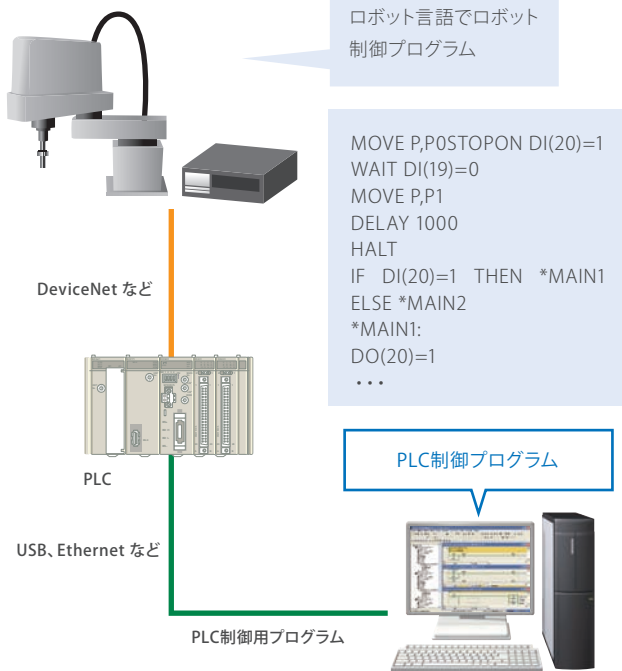 ロボット言語でロボット
制御プログラム
MOVE P,P0STOPON DI(20)=1
WAIT DI(19)=0
MOVE P,P1
DELAY 1000
HALT
IF DI(20)=1 THEN *MAIN1
ELSE *MAIN2
*MAIN1:
DO(20)=1
・・・
DeviceNet など
PLC
PLC制御プログラム
USB、Ethernet など
PLC制御用プログラム